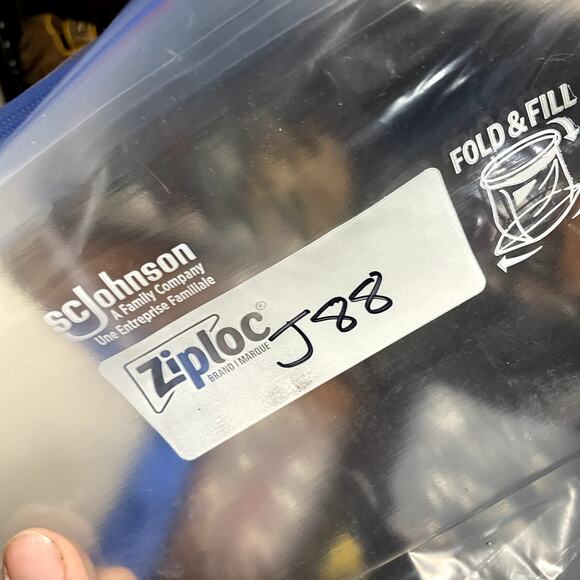 FOLD & FILL
scJohnson
A Family Company
Une Entreprise Familiale
Ziploc®
BRAND | MARQUE
J88